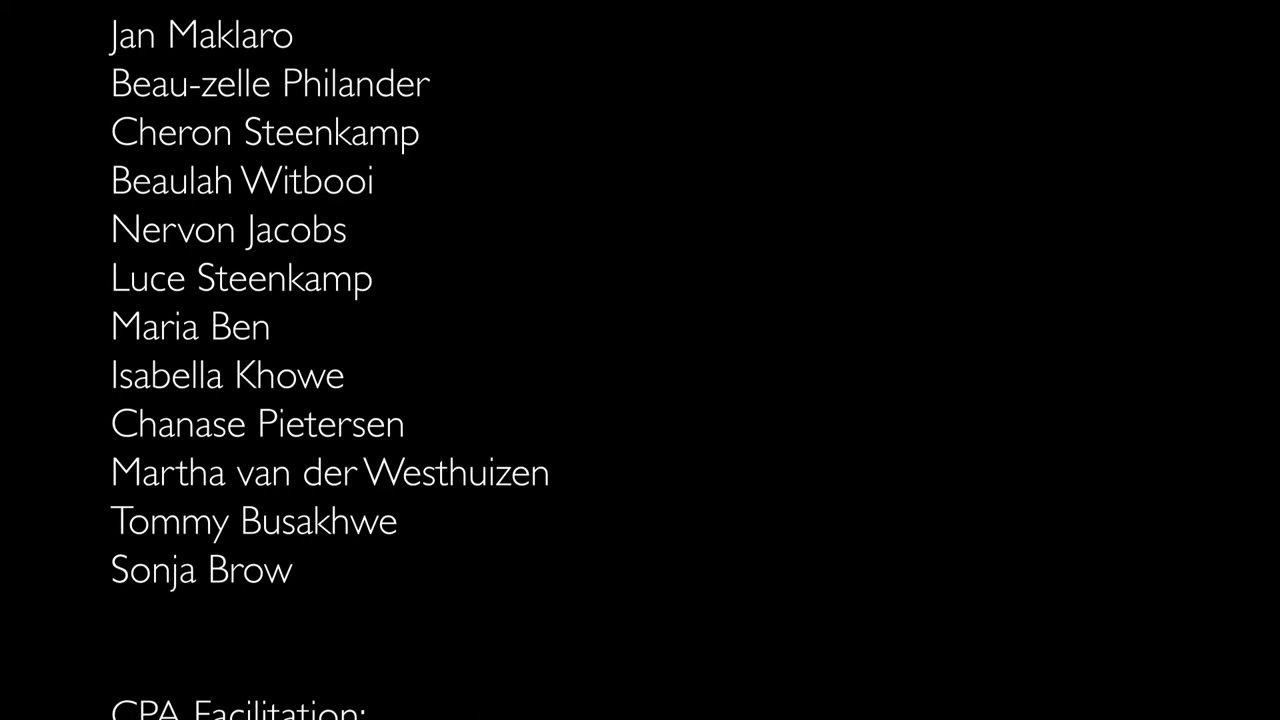 Jan Maklaro
Beau-zelle Philander
Cheron Steenkamp
Beaulah Witbooi
Nervon Jacobs
Luce Steenkamp
Maria Ben
Isabella Khowe
Chanase Pietersen
Martha van der Westhuizen
Tommy Busakhwe
Sonja Brow
CPA Facilitation: